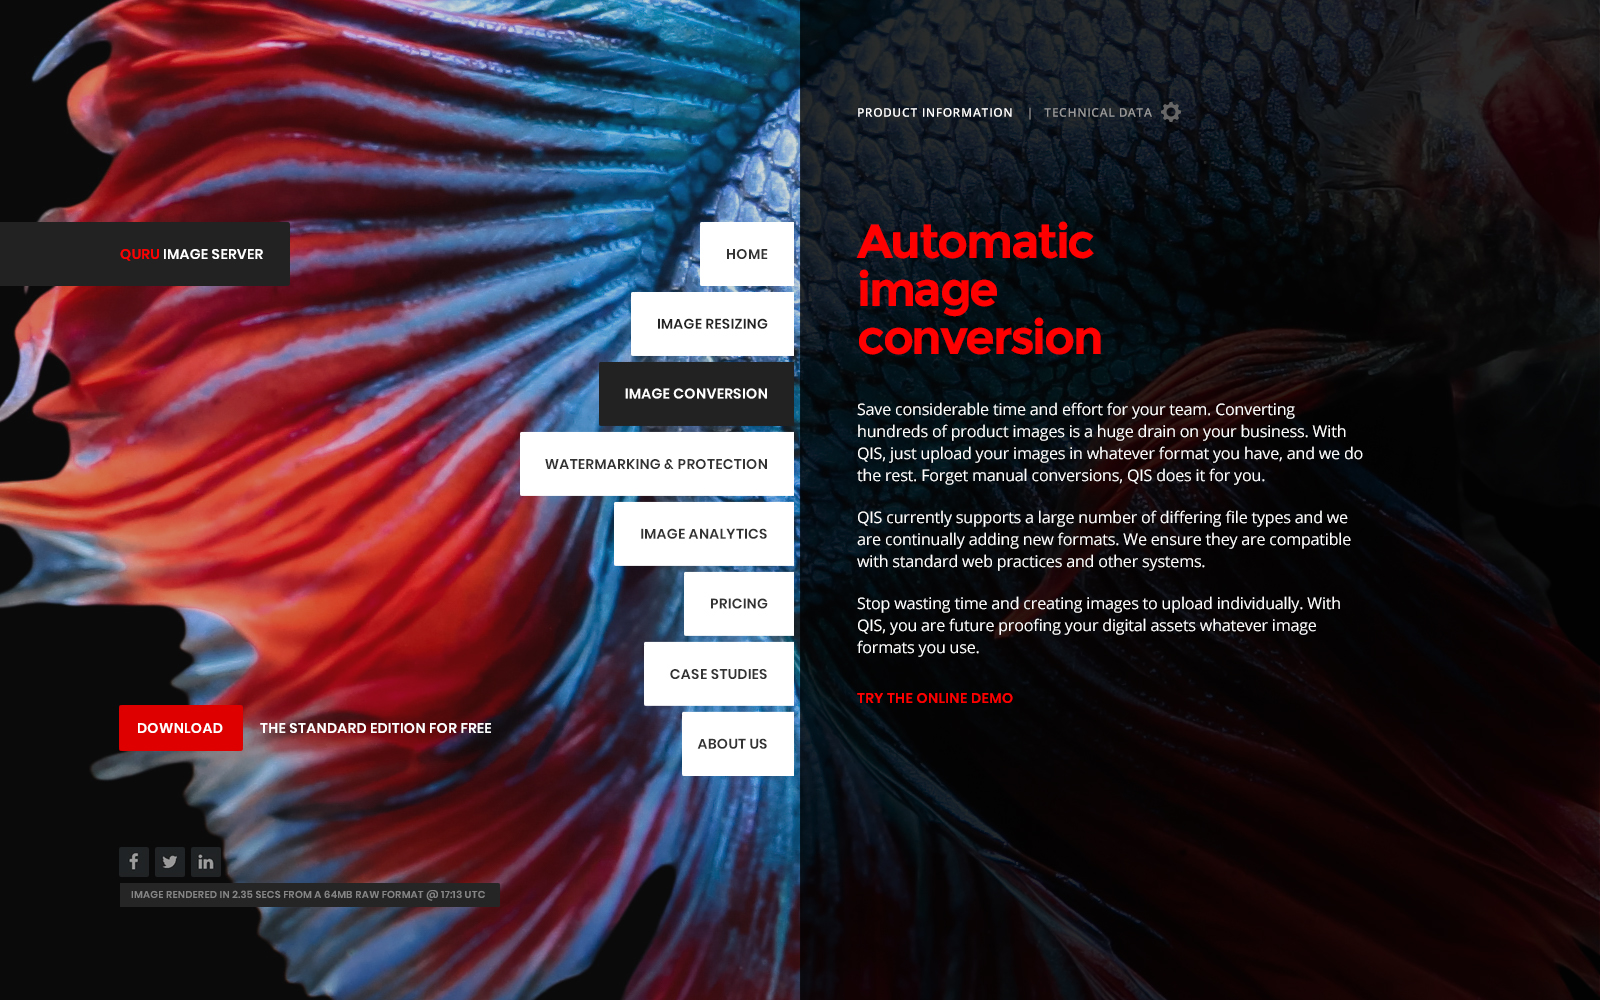 QURU IMAGE SERVER
HOME
IMAGE RESIZING
IMAGE CONVERSION
WATERMARKING & PROTECTION
IMAGE ANALYTICS
PRICING
CASE STUDIES
ABOUT US
DOWNLOAD THE STANDARD EDITION FOR FREE
IMAGE RENDERED IN 2.35 SECS FROM A 64MB RAW FORMAT @ 17:13 UTC
PRODUCT INFORMATION | TECHNICAL DATA
Automatic
image
conversion
Save considerable time and effort for your team. Converting
hundreds of product images is a huge drain on your business. With
QIS, just upload your images in whatever format you have, and we do
the rest. Forget manual conversions, QIS does it for you.
QIS currently supports a large number of differing file types and we
are continually adding new formats. We ensure they are compatible
with standard web practices and other systems.
Stop wasting time and creating images to upload individually. With
QIS, you are future proofing your digital assets whatever image
formats you use.
TRY THE ONLINE DEMO